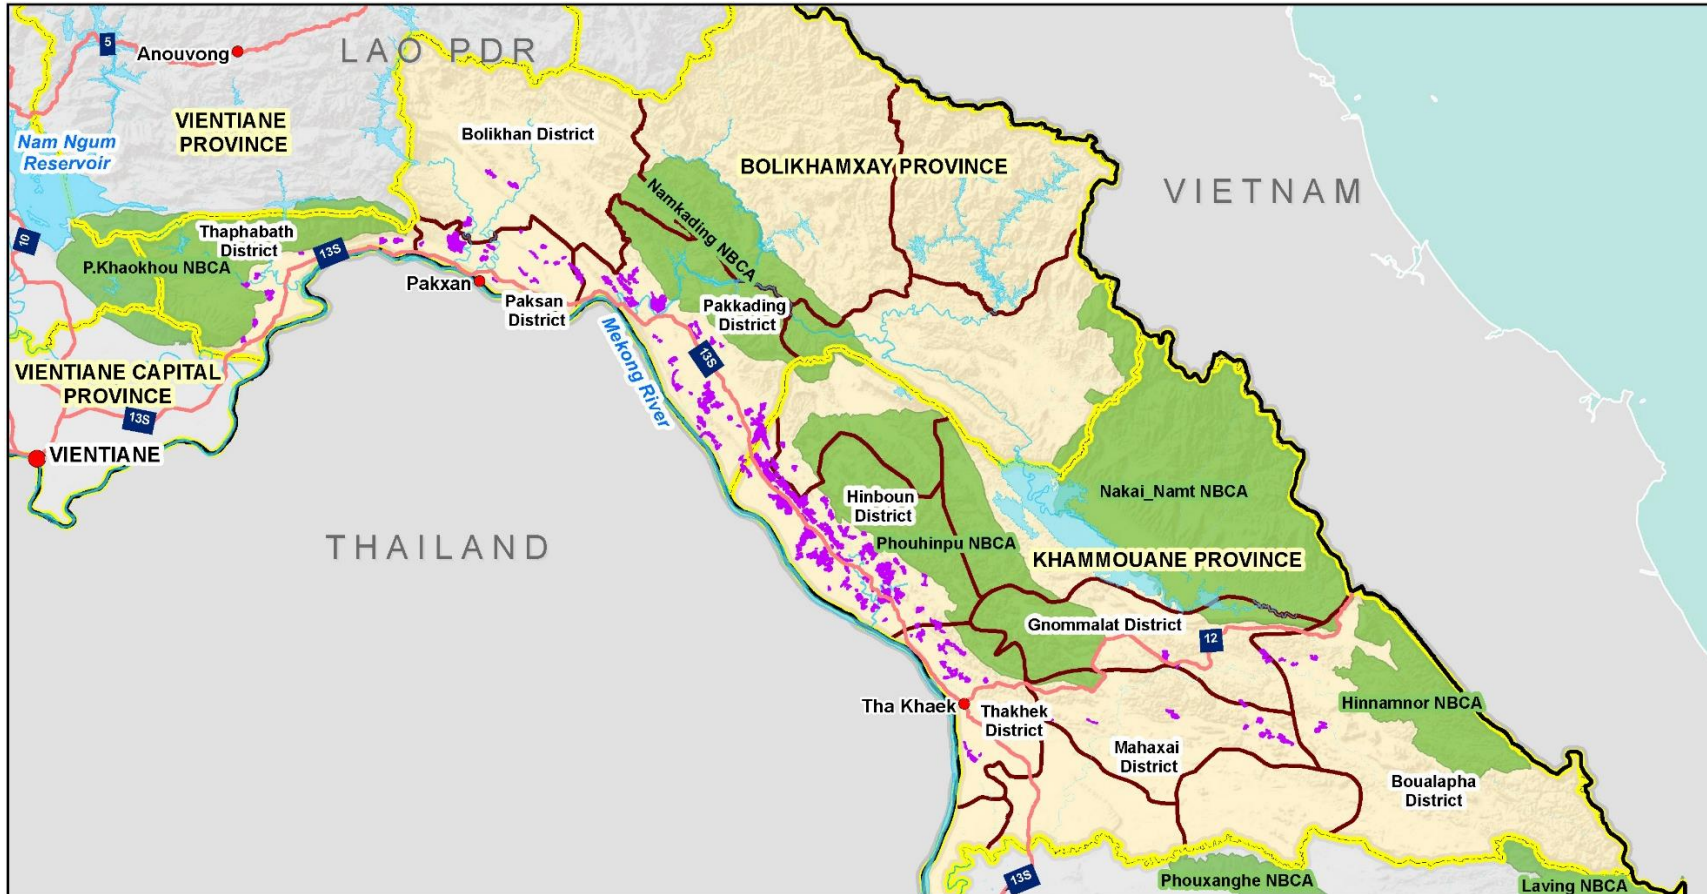 5
Anouvong
LAO PDR
VIENTIANE
PROVINCE
Bolikhan District
Nam Ngum
Reservoir
BOLIKHAMXAY PROVINCE
VIETNAM
Namkading NBCA
10
Thaphabath
District
13S
P.Khaokhou NBCA
Pakxan
Paksan
District
Pakkading
District
Mekong River
13S
VIENTIANE CAPITAL
PROVINCE
13S
VIENTIANE
THAILAND
Hinboun
District
Nakai_Namt NBCA
Phouhinpu NBCA
KHAMMOUANE PROVINCE
Gnommalat District
12
Tha Khaek
Thakhek
District
Hinnamnor NBCA
Mahaxai
District
Boualapha
District
13S
Phouxanghe NBCA
Laving NBCA